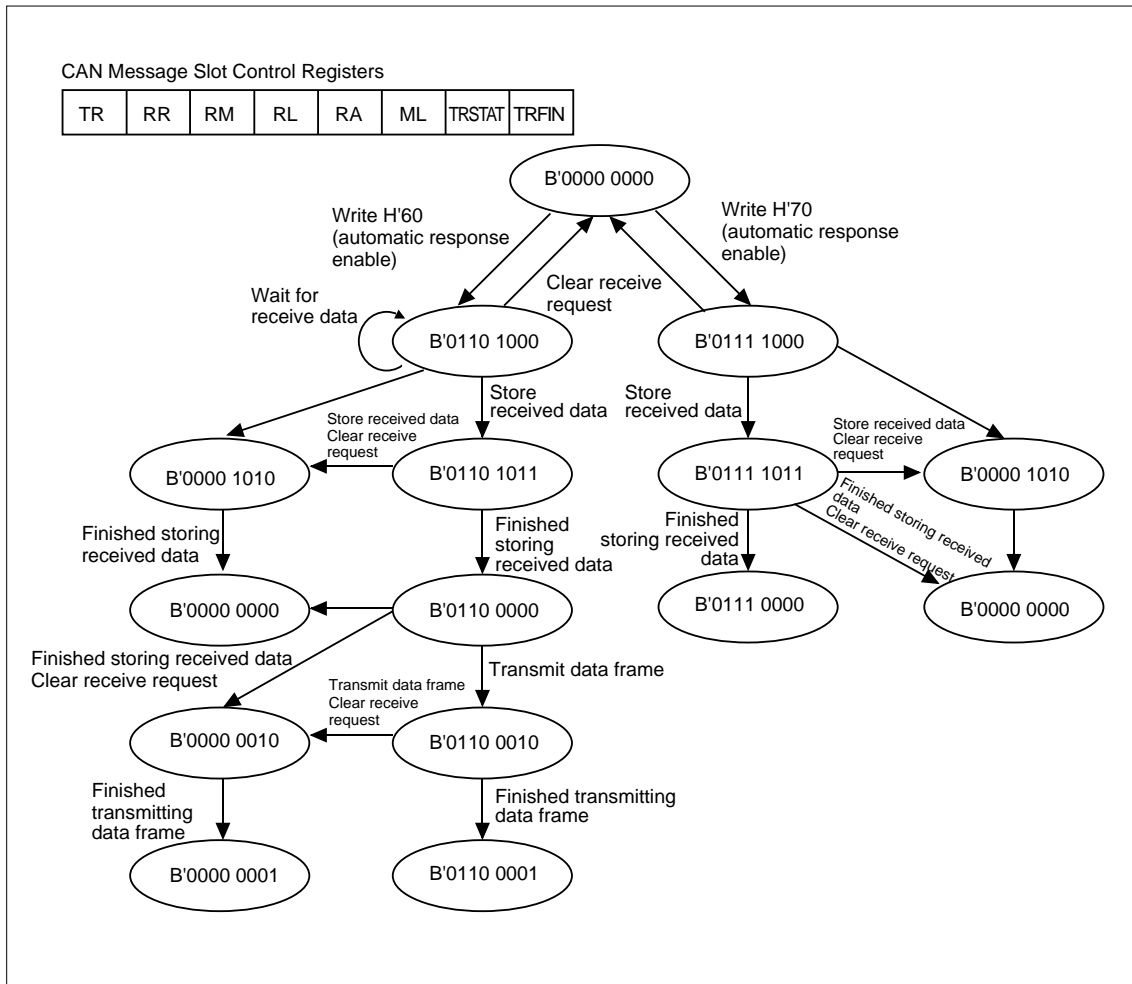 CAN Message Slot Control Registers
TR RR RM RL RA ML TRSTAT TRFIN
B'0000 0000
Write H'60
(automatic response
enable)
Write H'70
(automatic response
enable)
Clear receive
request
Wait for
receive data
B'0110 1000
B'0111 1000
Store
received data
Store
received data
Store received data
Clear receive
request
Store received data
Clear receive
request
B'0000 1010
B'0110 1011
B'0111 1011
B'0000 1010
Finished storing
received data
Finished
storing
received data
Finished
storing received
data
Finished storing received
data
Clear receive request
B'0000 0000
B'0110 0000
B'0111 0000
B'0000 0000
Finished storing received data
Clear receive request
Transmit data frame
Transmit data frame
Clear receive
request
B'0000 0010
B'0110 0010
Finished
transmitting
data frame
Finished transmitting
data frame
B'0000 0001
B'0110 0001